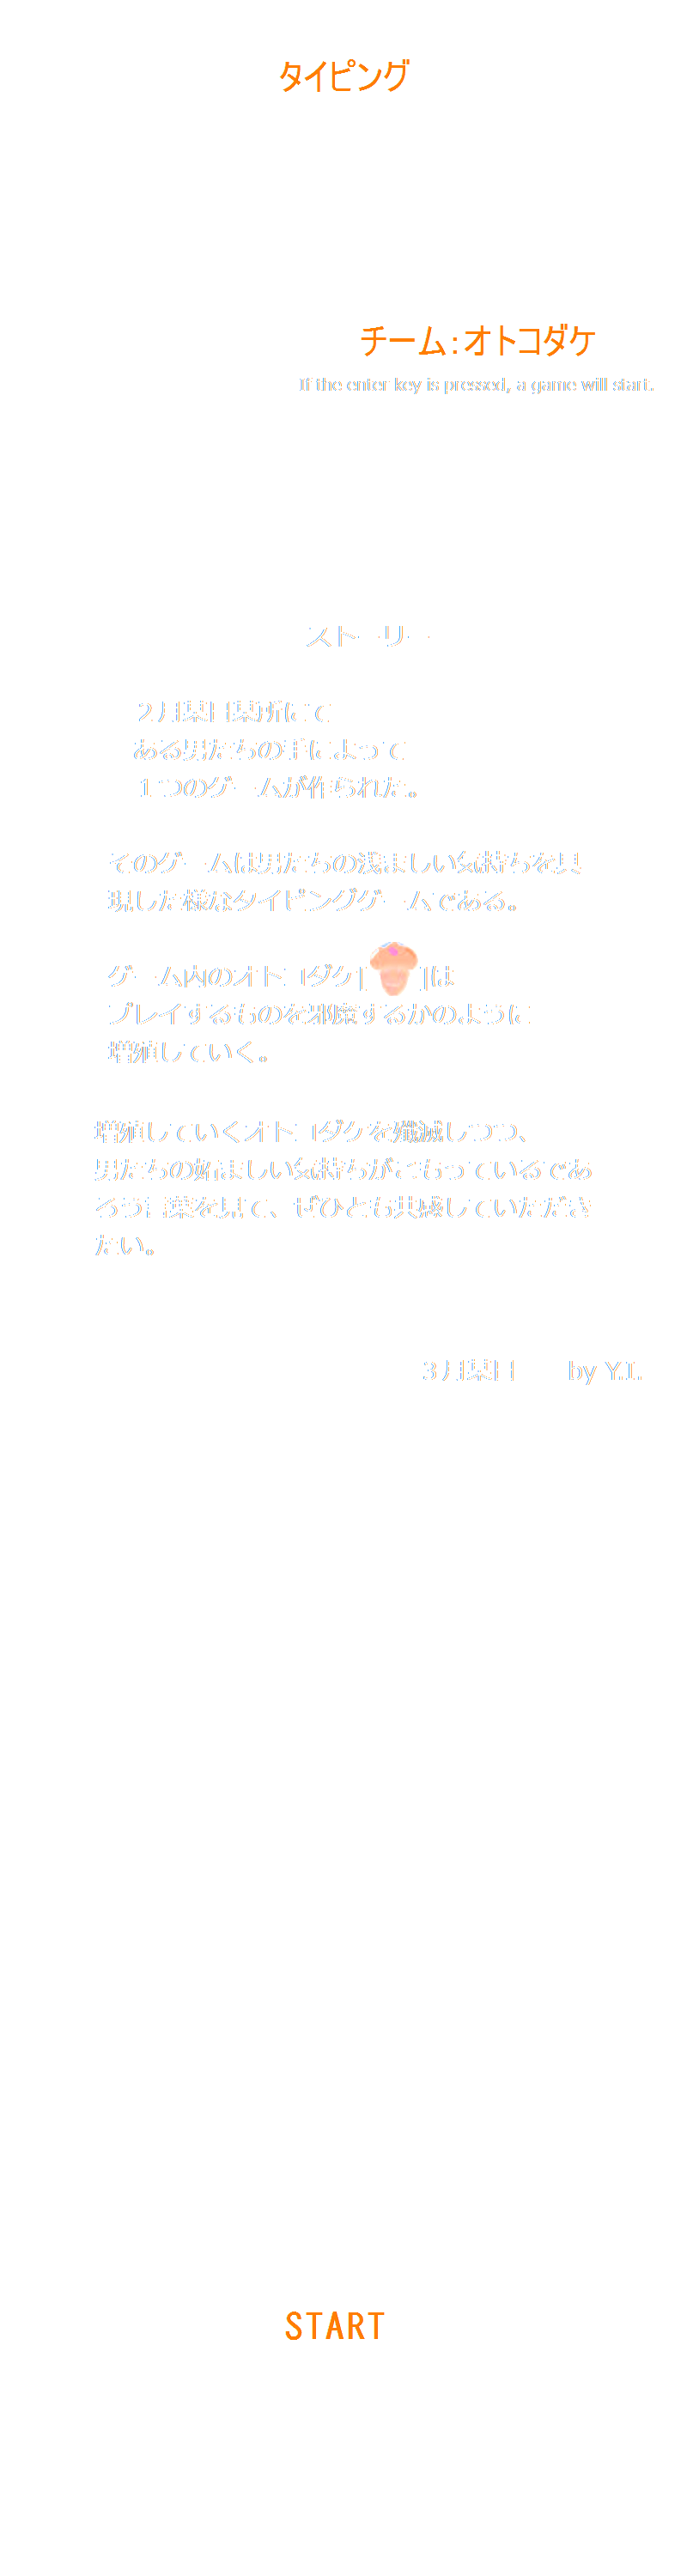 タイピング
チーム:オトコダケ
If the enter key is pressed, a game will start.
ストーリー
2月某日某所にて
ある男たちの手によって
1つのゲームが作られた。
そのゲームは男たちの浅ましい気持ちを具
現した様なタイピングゲームである。
ゲーム内のオトコダケ[ ]は
プレイするものを邪魔するかのように
増殖していく。
増殖していくオトコダケを殲滅しつつ、
男たちの妬ましい気持ちがこもっているであ
ろう言葉を見て、ぜひとも共感していただき
たい。
3月某日 by Y.I.
START